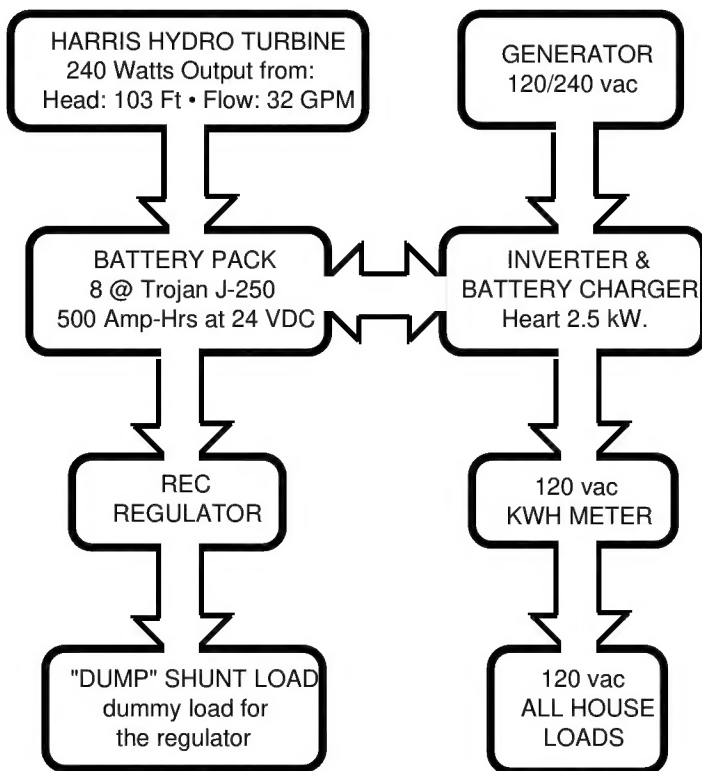 HARRIS HYDRO TURBINE
240 Watts Output from:
Head: 103 Ft • Flow: 32 GPM
GENERATOR
120/240 vac
BATTERY PACK
8 @ Trojan J-250
500 Amp-Hrs at 24 VDC
INVERTER &
BATTERY CHARGER
Heart 2.5 kW.
REC
REGULATOR
120 vac
KWH METER
"DUMP" SHUNT LOAD
dummy load for
the regulator
120 vac
ALL HOUSE
LOADS